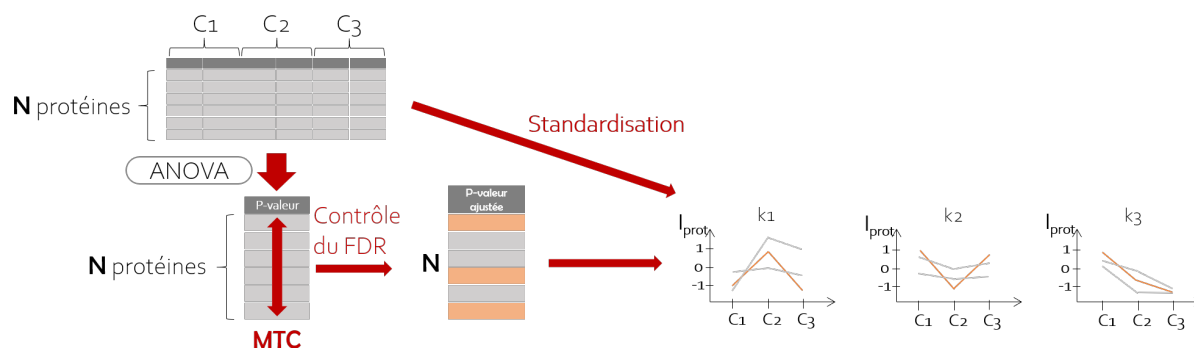 C1 C2 C3
N protéines
Standardisation
ANOVA
P-valeur
P-valeur
ajustée
Contrôle
du FDR
N protéines
N
MTC
Iprot
k1
1
0
-1
C1 C2 C3
Iprot
k2
1
0
-1
C1 C2 C3
Iprot
k3
1
0
-1
C1 C2 C3